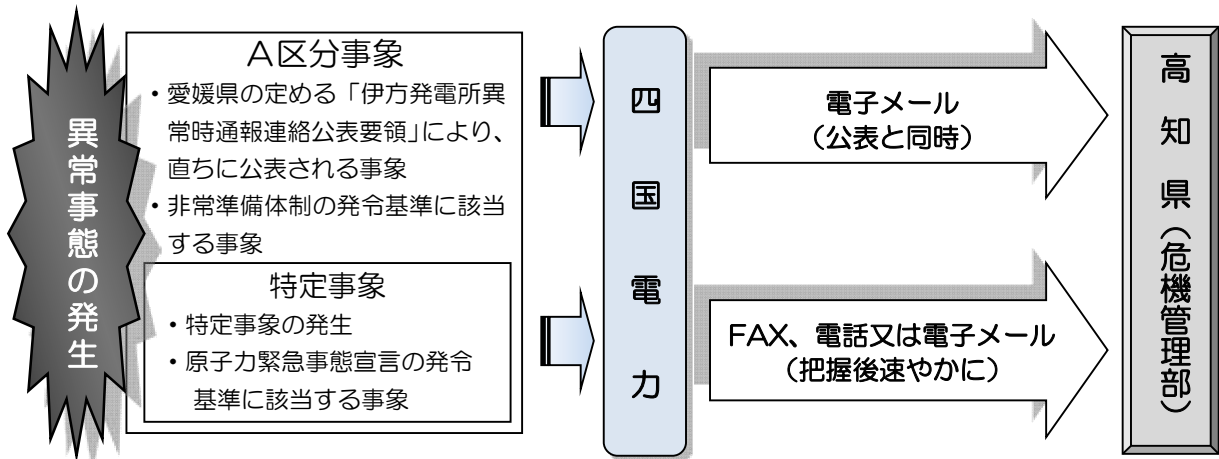 異常事態の発生
A区分事象
・愛媛県の定める「伊方発電所異
常時通報連絡公表要領」により、
直ちに公表される事象
・非常準備体制の発令基準に該当
する事象
特定事象
・特定事象の発生
・原子力緊急事態宣言の発令
基準に該当する事象
四国電力
電子メール
（公表と同時）
FAX、電話又は電子メール
（把握後速やかに）
高知県（危機管理部）